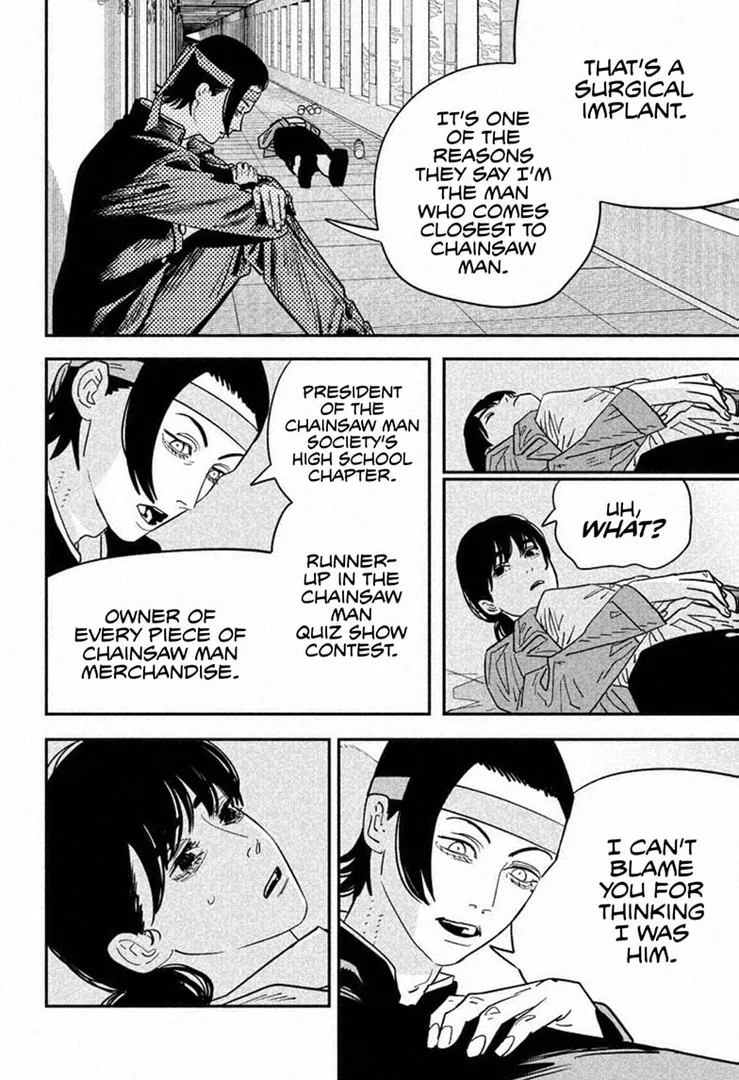 THAT'S A
SURGICAL
IMPLANT.
IT'S ONE
OF THE
REASONS
THEY SAY I'M
THE MAN
WHO COMES
CLOSEST TO
CHAINSAW
MAN.
UH,
WHAT?
PRESIDENT
OF THE
CHAINSAW MAN
SOCIETY'S
HIGH SCHOOL
CHAPTER.
RUNNER-
UP IN THE
CHAINSAW
MAN
QUIZ SHOW
CONTEST.
OWNER OF
EVERY PIECE OF
CHAINSAW MAN
MERCHANDISE.
I CAN'T
BLAME
YOU FOR
THINKING
I WAS
HIM.